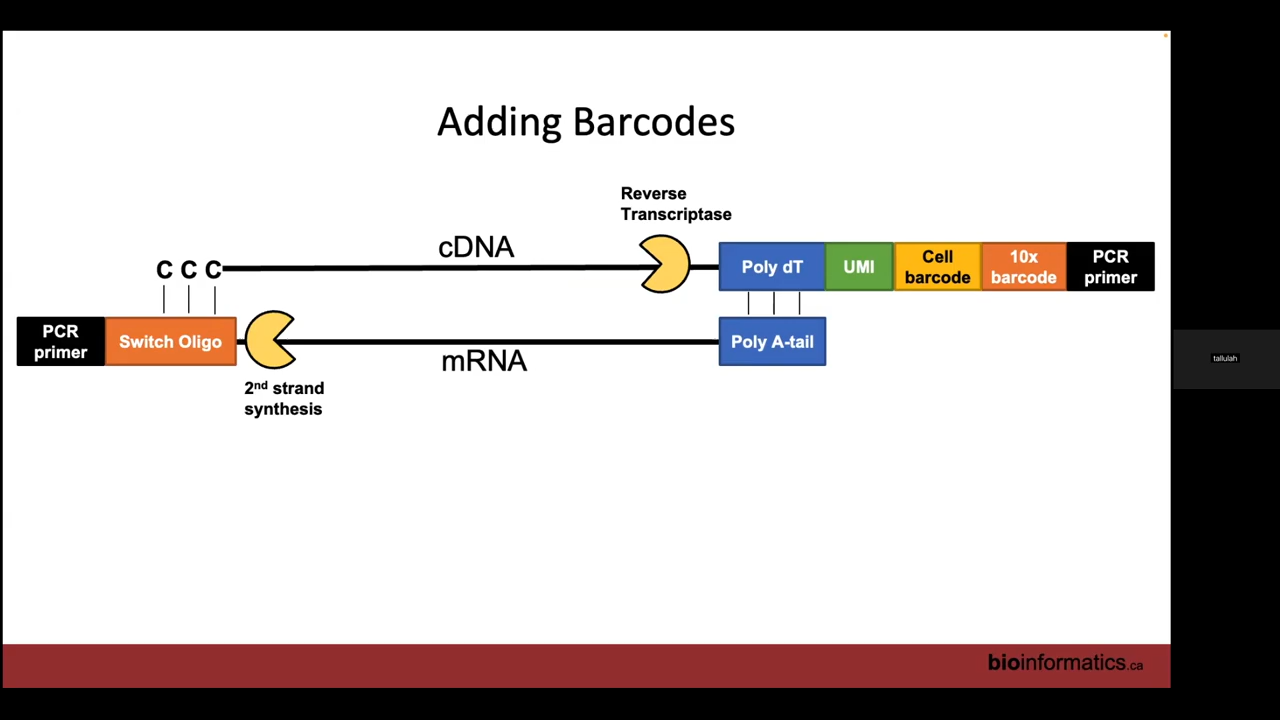 Adding Barcodes
Reverse
Transcriptase
cDNA
C C C
Poly dT
UMI
Cell
barcode
10x
barcode
PCR
primer
PCR
primer
Switch Oligo
mRNA
Poly A-tail
2nd strand
synthesis
tallulah
bioinformatics.ca